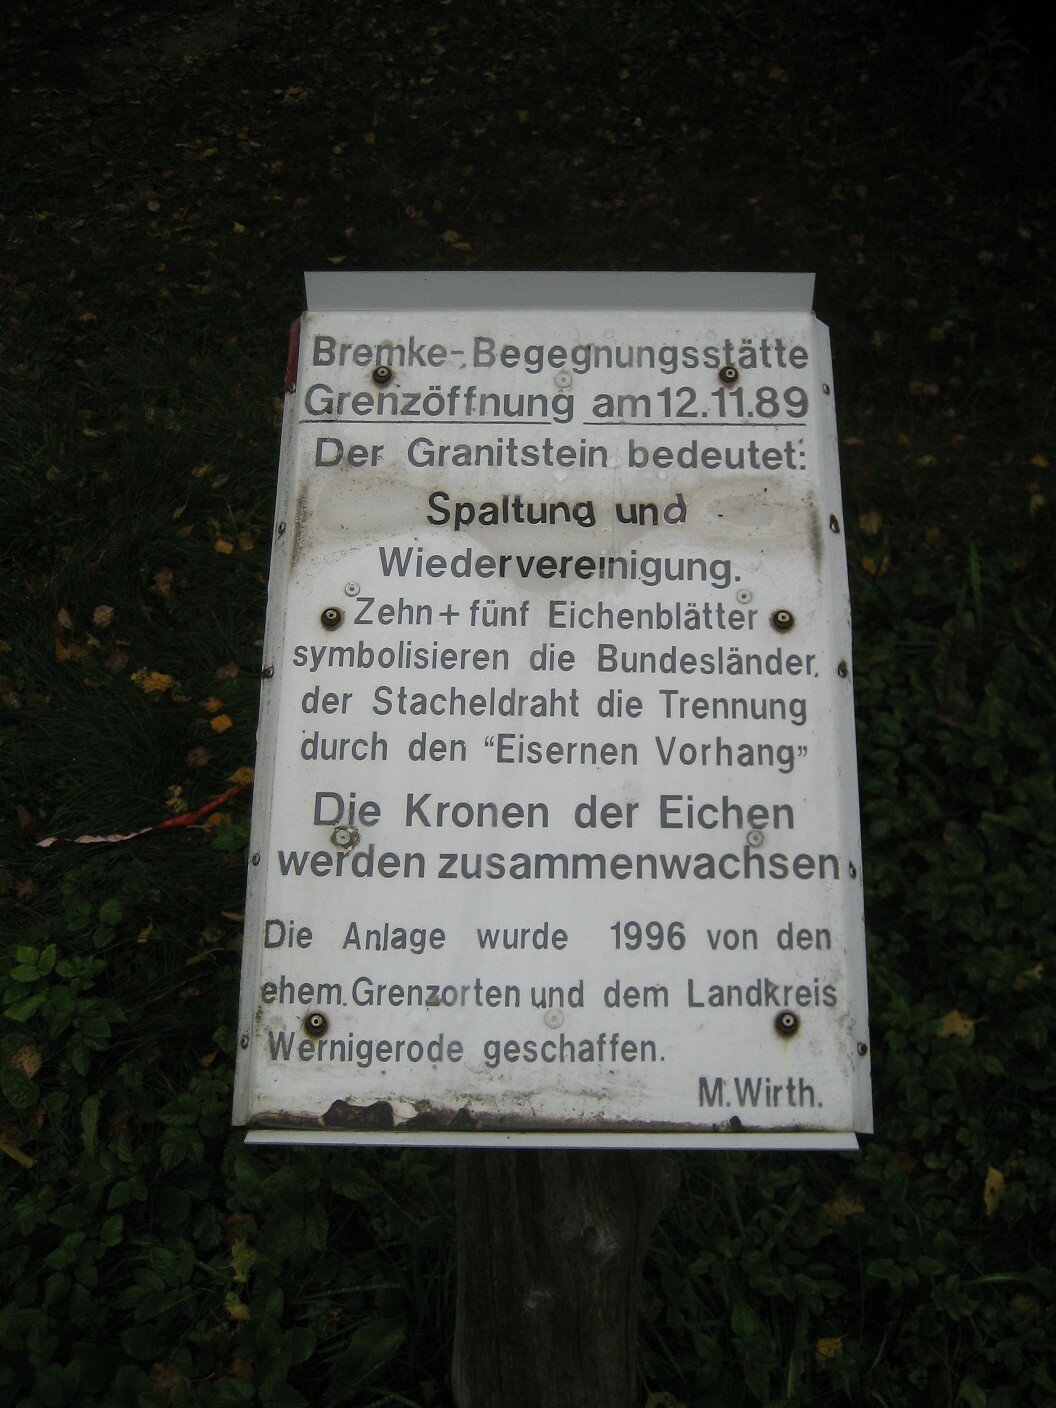 Bremke-Begegnungsstätte
Grenzöffnung am 12.11.89
Der Granitstein bedeutet:
Spaltung und
Wiedervereinigung.
Zehn + fünf Eichenblätter
symbolisieren die Bundesländer,
der Stacheldraht die Trennung
durch den “Eisernen Vorhang”
Die Kronen der Eichen
werden zusammenwachsen
Die Anlage wurde 1996 von den
ehem. Grenzorten und dem Landkreis
Wernigerode geschaffen.
M. Wirth.